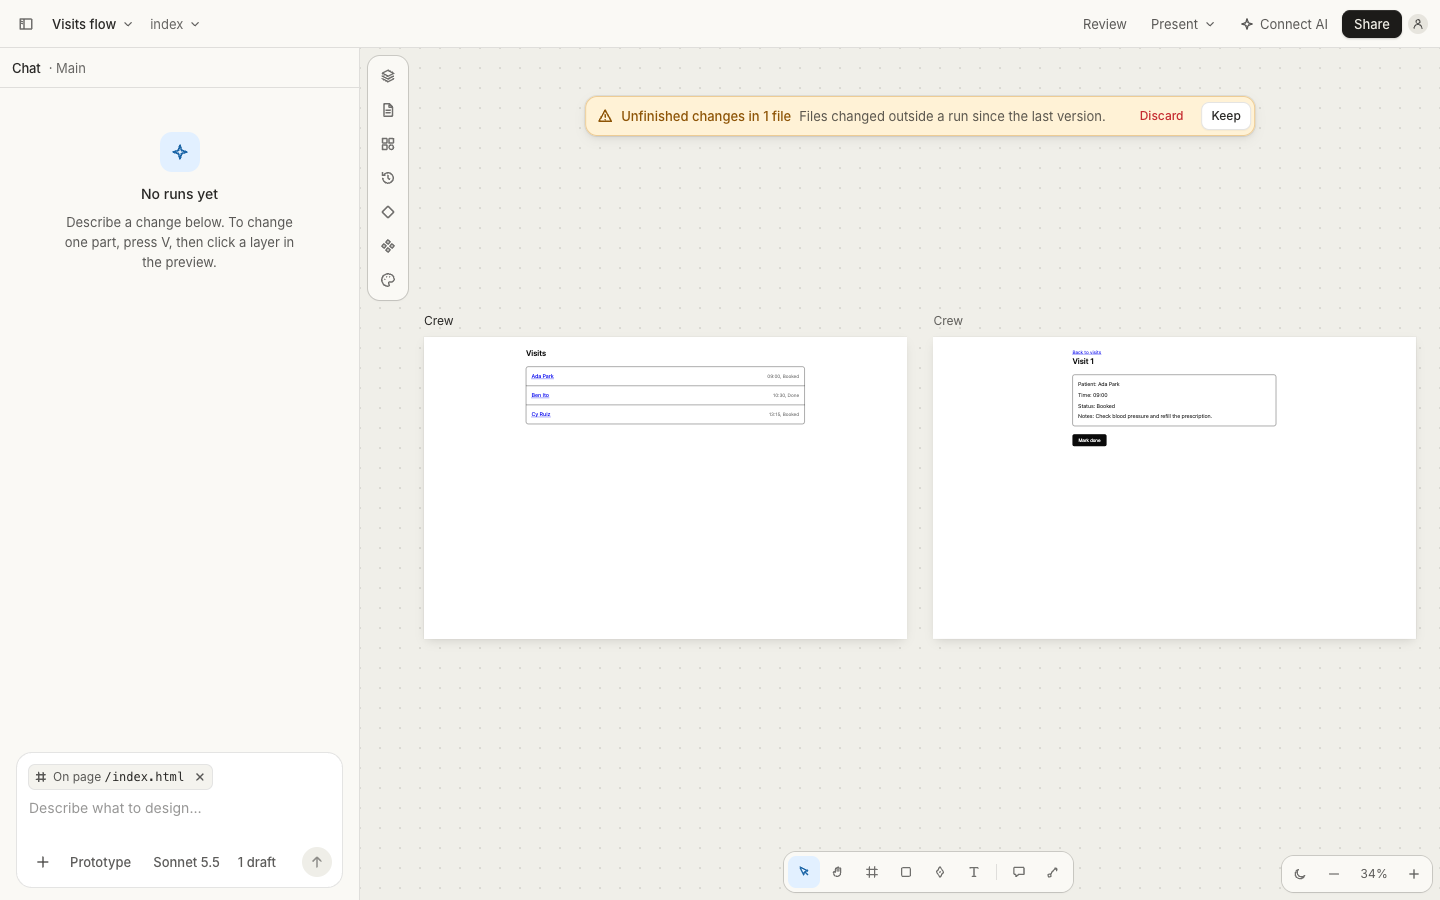 Visits flow
index
Review
Present
Connect AI
Share
Chat · Main
No runs yet
Describe a change below. To change
one part, press V, then click a layer in
the preview.
On page /index.html
Describe what to design...
Prototype
Sonnet 5.5
1 draft
Unfinished changes in 1 file Files changed outside a run since the last version.
Discard
Keep
Crew
Visits
Ada Park 09:00, Booked
Ben Ito 10:30, Done
Cy Ruiz 13:15, Booked
Crew
Back to visits
Visit 1
Patient: Ada Park
Time: 09:00
Status: Booked
Notes: Check blood pressure and refill the prescription.
Mark done
34%